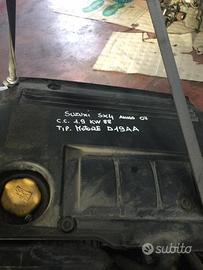 SUZUKI SX4 ANNO 07
C.C. 1.9 KW 88
TIP. MOTORE D19AA
subito